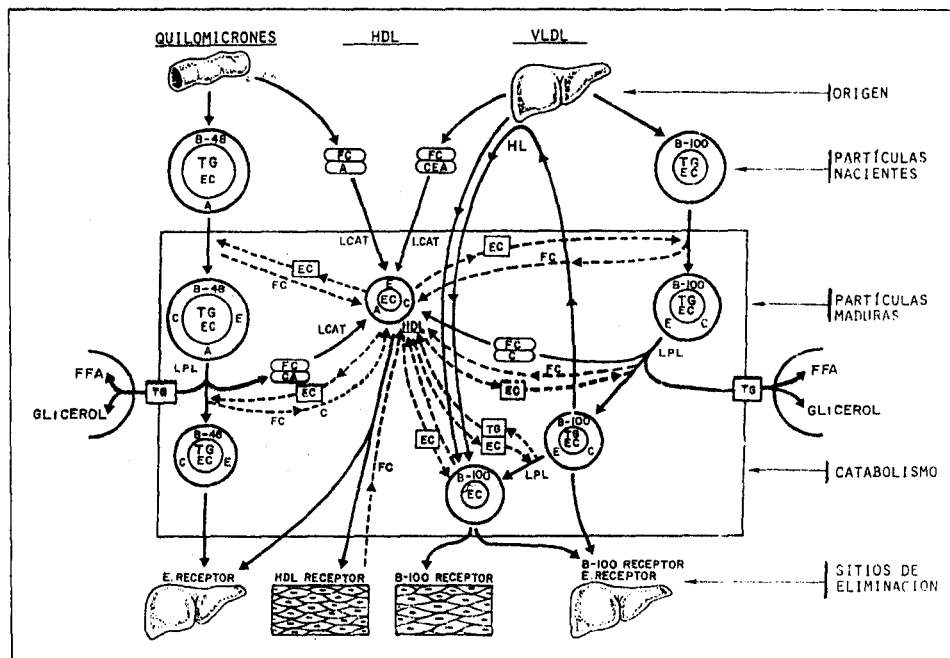 QUILOMICRONES HDL VLDL
ORIGEN
HL
B-48
TG
EC
A
FC
A
FC
CEA
B-100
TG
EC
PARTÍCULAS
NACIENTES
LCAT LCAT
EC
FC
EC
FC
E
EC
A C
HDL
B-48
TG
EC
C E
A
LCAT
B-100
TG
EC
E C
PARTÍCULAS
MADURAS
LPL
FC
CA
FC
C
FC
LPL
FFA
TG
GLICEROL
EC
FC C
EC
TG
FFA
GLICEROL
B-48
TG
EC
C E
FC
EC
TG
EC
B-100
TG
EC
E C
LPL
B-100
EC
CATABOLISMO
E. RECEPTOR
HDL RECEPTOR
B-100 RECEPTOR
B-100 RECEPTOR
E. RECEPTOR
SITIOS DE
ELIMINACION